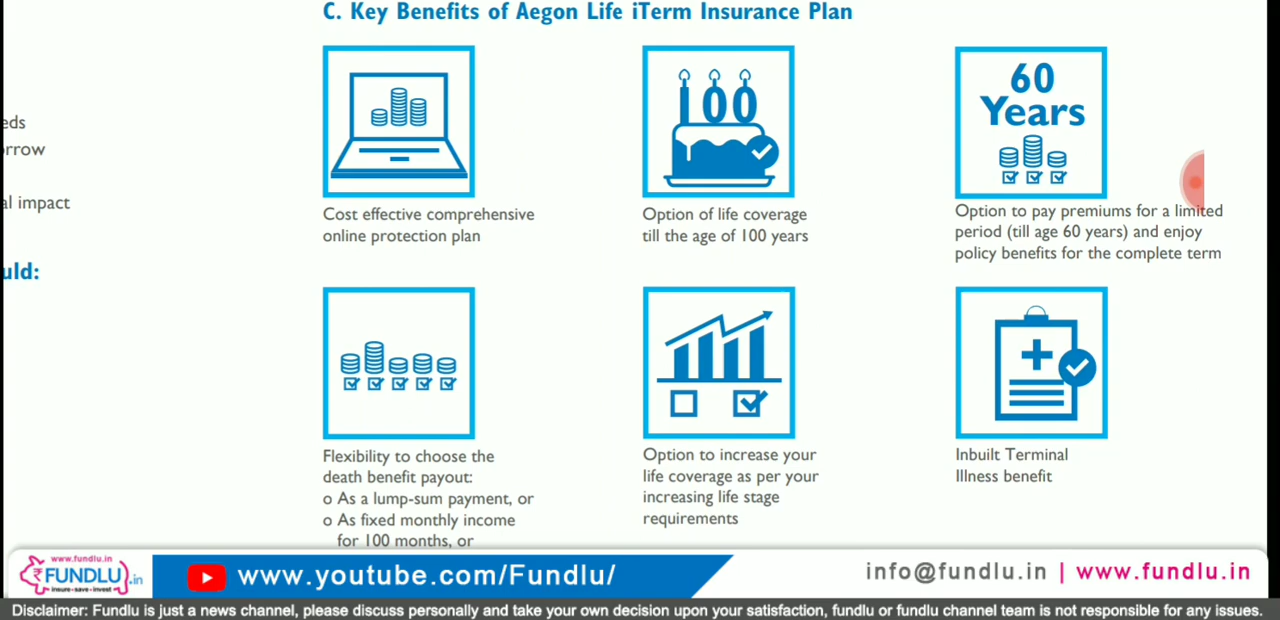 C. Key Benefits of Aegon Life iTerm Insurance Plan
eds
orrow
al impact
uld:
100
60
Years
Cost effective comprehensive
online protection plan
Option of life coverage
till the age of 100 years
Option to pay premiums for a limited
period (till age 60 years) and enjoy
policy benefits for the complete term
Flexibility to choose the
death benefit payout:
o As a lump-sum payment, or
o As fixed monthly income
for 100 months, or
Option to increase your
life coverage as per your
increasing life stage
requirements
Inbuilt Terminal
Illness benefit
www.fundlu.in
₹FUNDLU.in
insure-save-invest
www.youtube.com/Fundlu/
info@fundlu.in | www.fundlu.in
Disclaimer: Fundlu is just a news channel, please discuss personally and take your own decision upon your satisfaction, fundlu or fundlu channel team is not responsible for any issues.